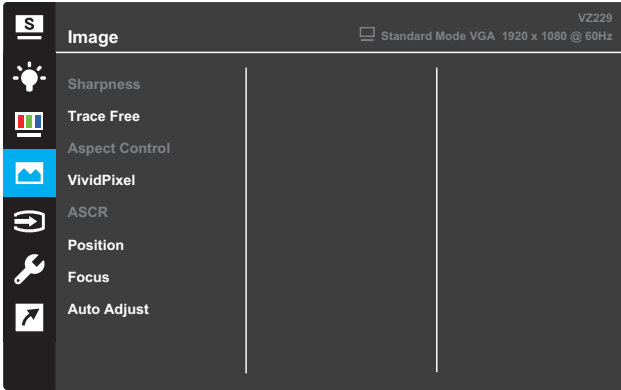 S
Image
VZ229
Standard Mode VGA 1920 x 1080 @ 60Hz
Sharpness
Trace Free
Aspect Control
VividPixel
ASCR
Position
Focus
Auto Adjust